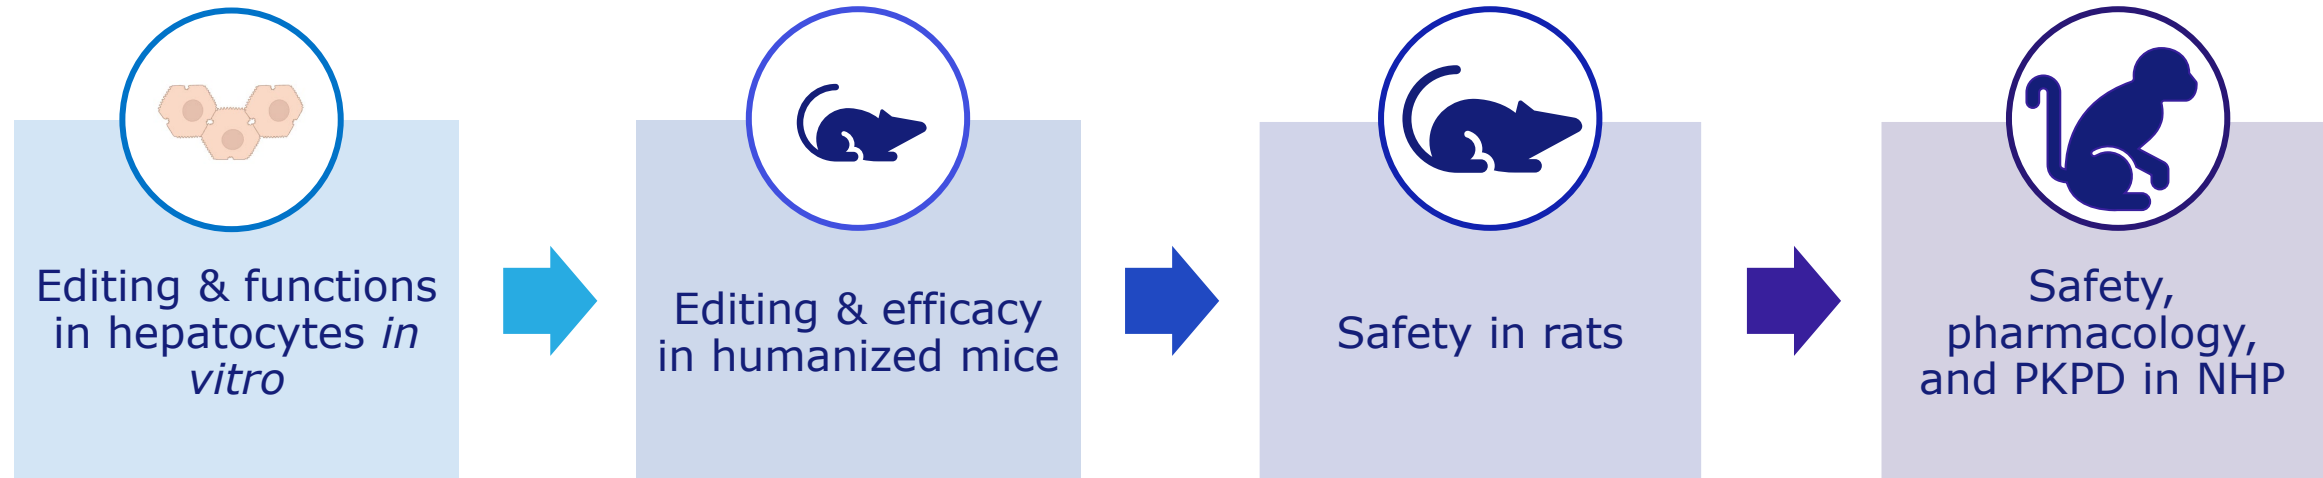 Editing & functions
in hepatocytes in
vitro
Editing & efficacy
in humanized mice
Safety in rats
Safety,
pharmacology,
and PKPD in NHP